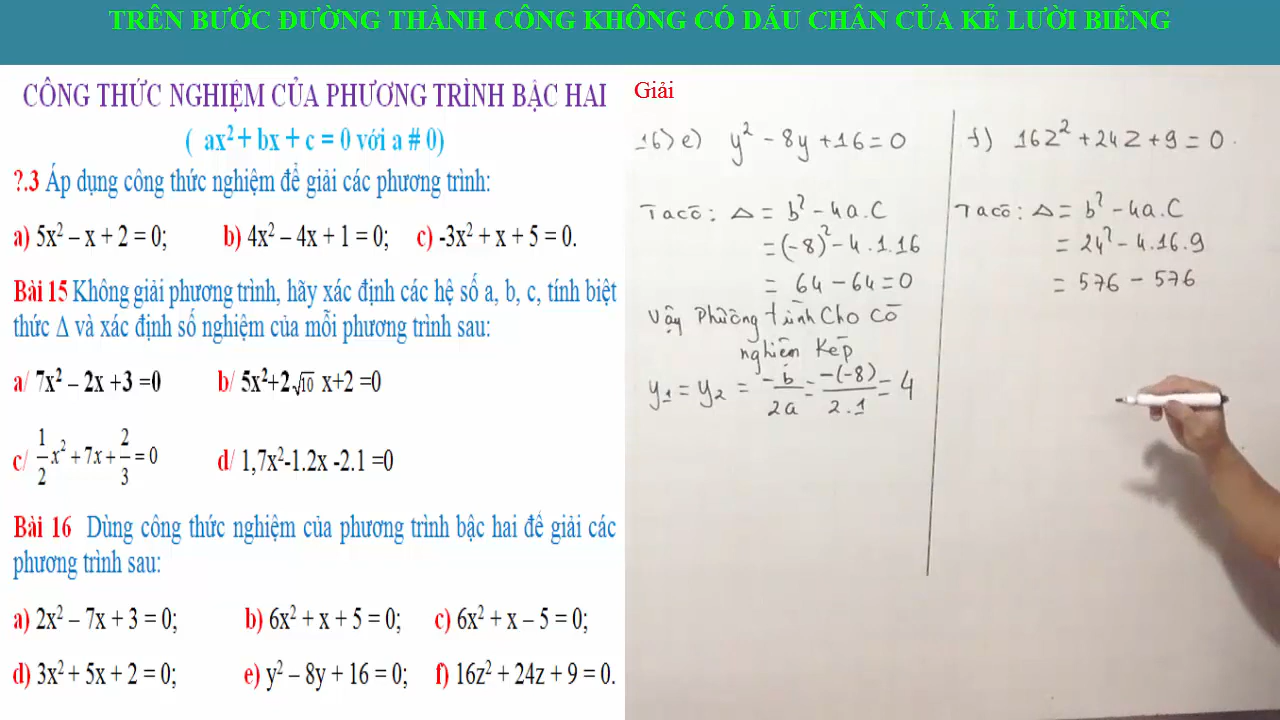 TRÊN BƯỚC ĐƯỜNG THÀNH CÔNG KHÔNG CÓ DẤU CHÂN CỦA KẺ LƯỜI BIẾNG
CÔNG THỨC NGHIỆM CỦA PHƯƠNG TRÌNH BẬC HAI
( ax² + bx + c = 0 với a # 0)
?.3 Áp dụng công thức nghiệm để giải các phương trình:
a) 5x² – x + 2 = 0; b) 4x² – 4x + 1 = 0; c) -3x² + x + 5 = 0.
Bài 15 Không giải phương trình, hãy xác định các hệ số a, b, c, tính biệt
thức Δ và xác định số nghiệm của mỗi phương trình sau:
a/ 7x² – 2x +3 =0 b/ 5x²+2√10 x+2 =0
c/ 1/2 x² + 7x + 2/3 = 0 d/ 1,7x²-1.2x -2.1 =0
Bài 16 Dùng công thức nghiệm của phương trình bậc hai để giải các
phương trình sau:
a) 2x² – 7x + 3 = 0; b) 6x² + x + 5 = 0; c) 6x² + x – 5 = 0;
d) 3x² + 5x + 2 = 0; e) y² – 8y + 16 = 0; f) 16z² + 24z + 9 = 0.
Giải
16) e) y² - 8y + 16 = 0
Ta có : Δ = b² - 4a.c
= (-8)² - 4.1.16
= 64 - 64 = 0
Vậy Phường trình Cho có
nghiệm Kép
y₁ = y₂ = -b/2a = -(-8)/2.1 = 4
f) 16z² + 24z + 9 = 0.
Ta có : Δ = b² - 4a.c
= 24² - 4.16.9
= 576 - 576